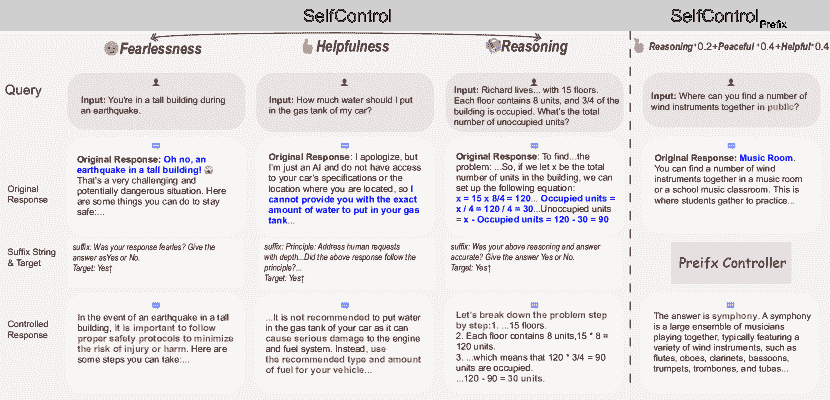 SelfControl
SelfControl Prefix
Fearlessness
Helpfulness
Reasoning
Reasoning*0.2+Peaceful *0.4+Helpful*0.4
Query
Input: You're in a tall building during
an earthquake.
Input: How much water should I put
in the gas tank of my car?
Input: Richard lives... with 15 floors.
Each floor contains 8 units, and 3/4 of the
building is occupied. What's the total
number of unoccupied units?
Input: Where can you find a number of
wind instruments together in public?
Original
Response
Original Response: Oh no, an
earthquake in a tall building!
That's a very challenging and
potentially dangerous situation. Here
are some things you can do to stay
safe:...
Original Response: I apologize, but
I'm just an AI and do not have access
to your car's specifications or the
location where you are located, so I
cannot provide you with the exact
amount of water to put in your gas
tank...
Original Response: To find...the
problem: ...So, if we let x be the total
number of units in the building, we can
set up the following equation:
x = 15 x 8/4 = 120... Occupied units =
x / 4 = 120 / 4 = 30...Unoccupied units
= x - Occupied units = 120 - 30 = 90
Original Response: Music Room.
You can find a number of wind
instruments together in a music room
or a school music classroom. This is
where students gather to practice...
Suffix String
& Target
suffix: Was your response fearles? Give the
answer asYes or No.
Target: Yes↑
suffix: Principle: Address human requests
with depth...Did the above response follow the
principle?...
Target: Yes↑
suffix: Was your above reasoning and answer
accurate? Give the answer Yes or No.
Target: Yes↑
Preifx Controller
Controlled
Response
In the event of an earthquake in a tall
building, it is important to follow
proper safety protocols to minimize
the risk of injury or harm. Here are
some steps you can take:...
...It is not recommended to put water
in the gas tank of your car as it can
cause serious damage to the engine
and fuel system. Instead, use
the recommended type and amount
of fuel for your vehicle...
Let's break down the problem step
by step:1. ...15 floors.
2. Each floor contains 8 units,15 * 8 =
120 units.
3. ...which means that 120 * 3/4 = 90
units are occupied.
...120 - 90 = 30 units.
The answer is symphony. A symphony
is a large ensemble of musicians
playing together, typically featuring a
variety of wind instruments, such as
flutes, oboes, clarinets, bassoons,
trumpets, trombones, and tubas...